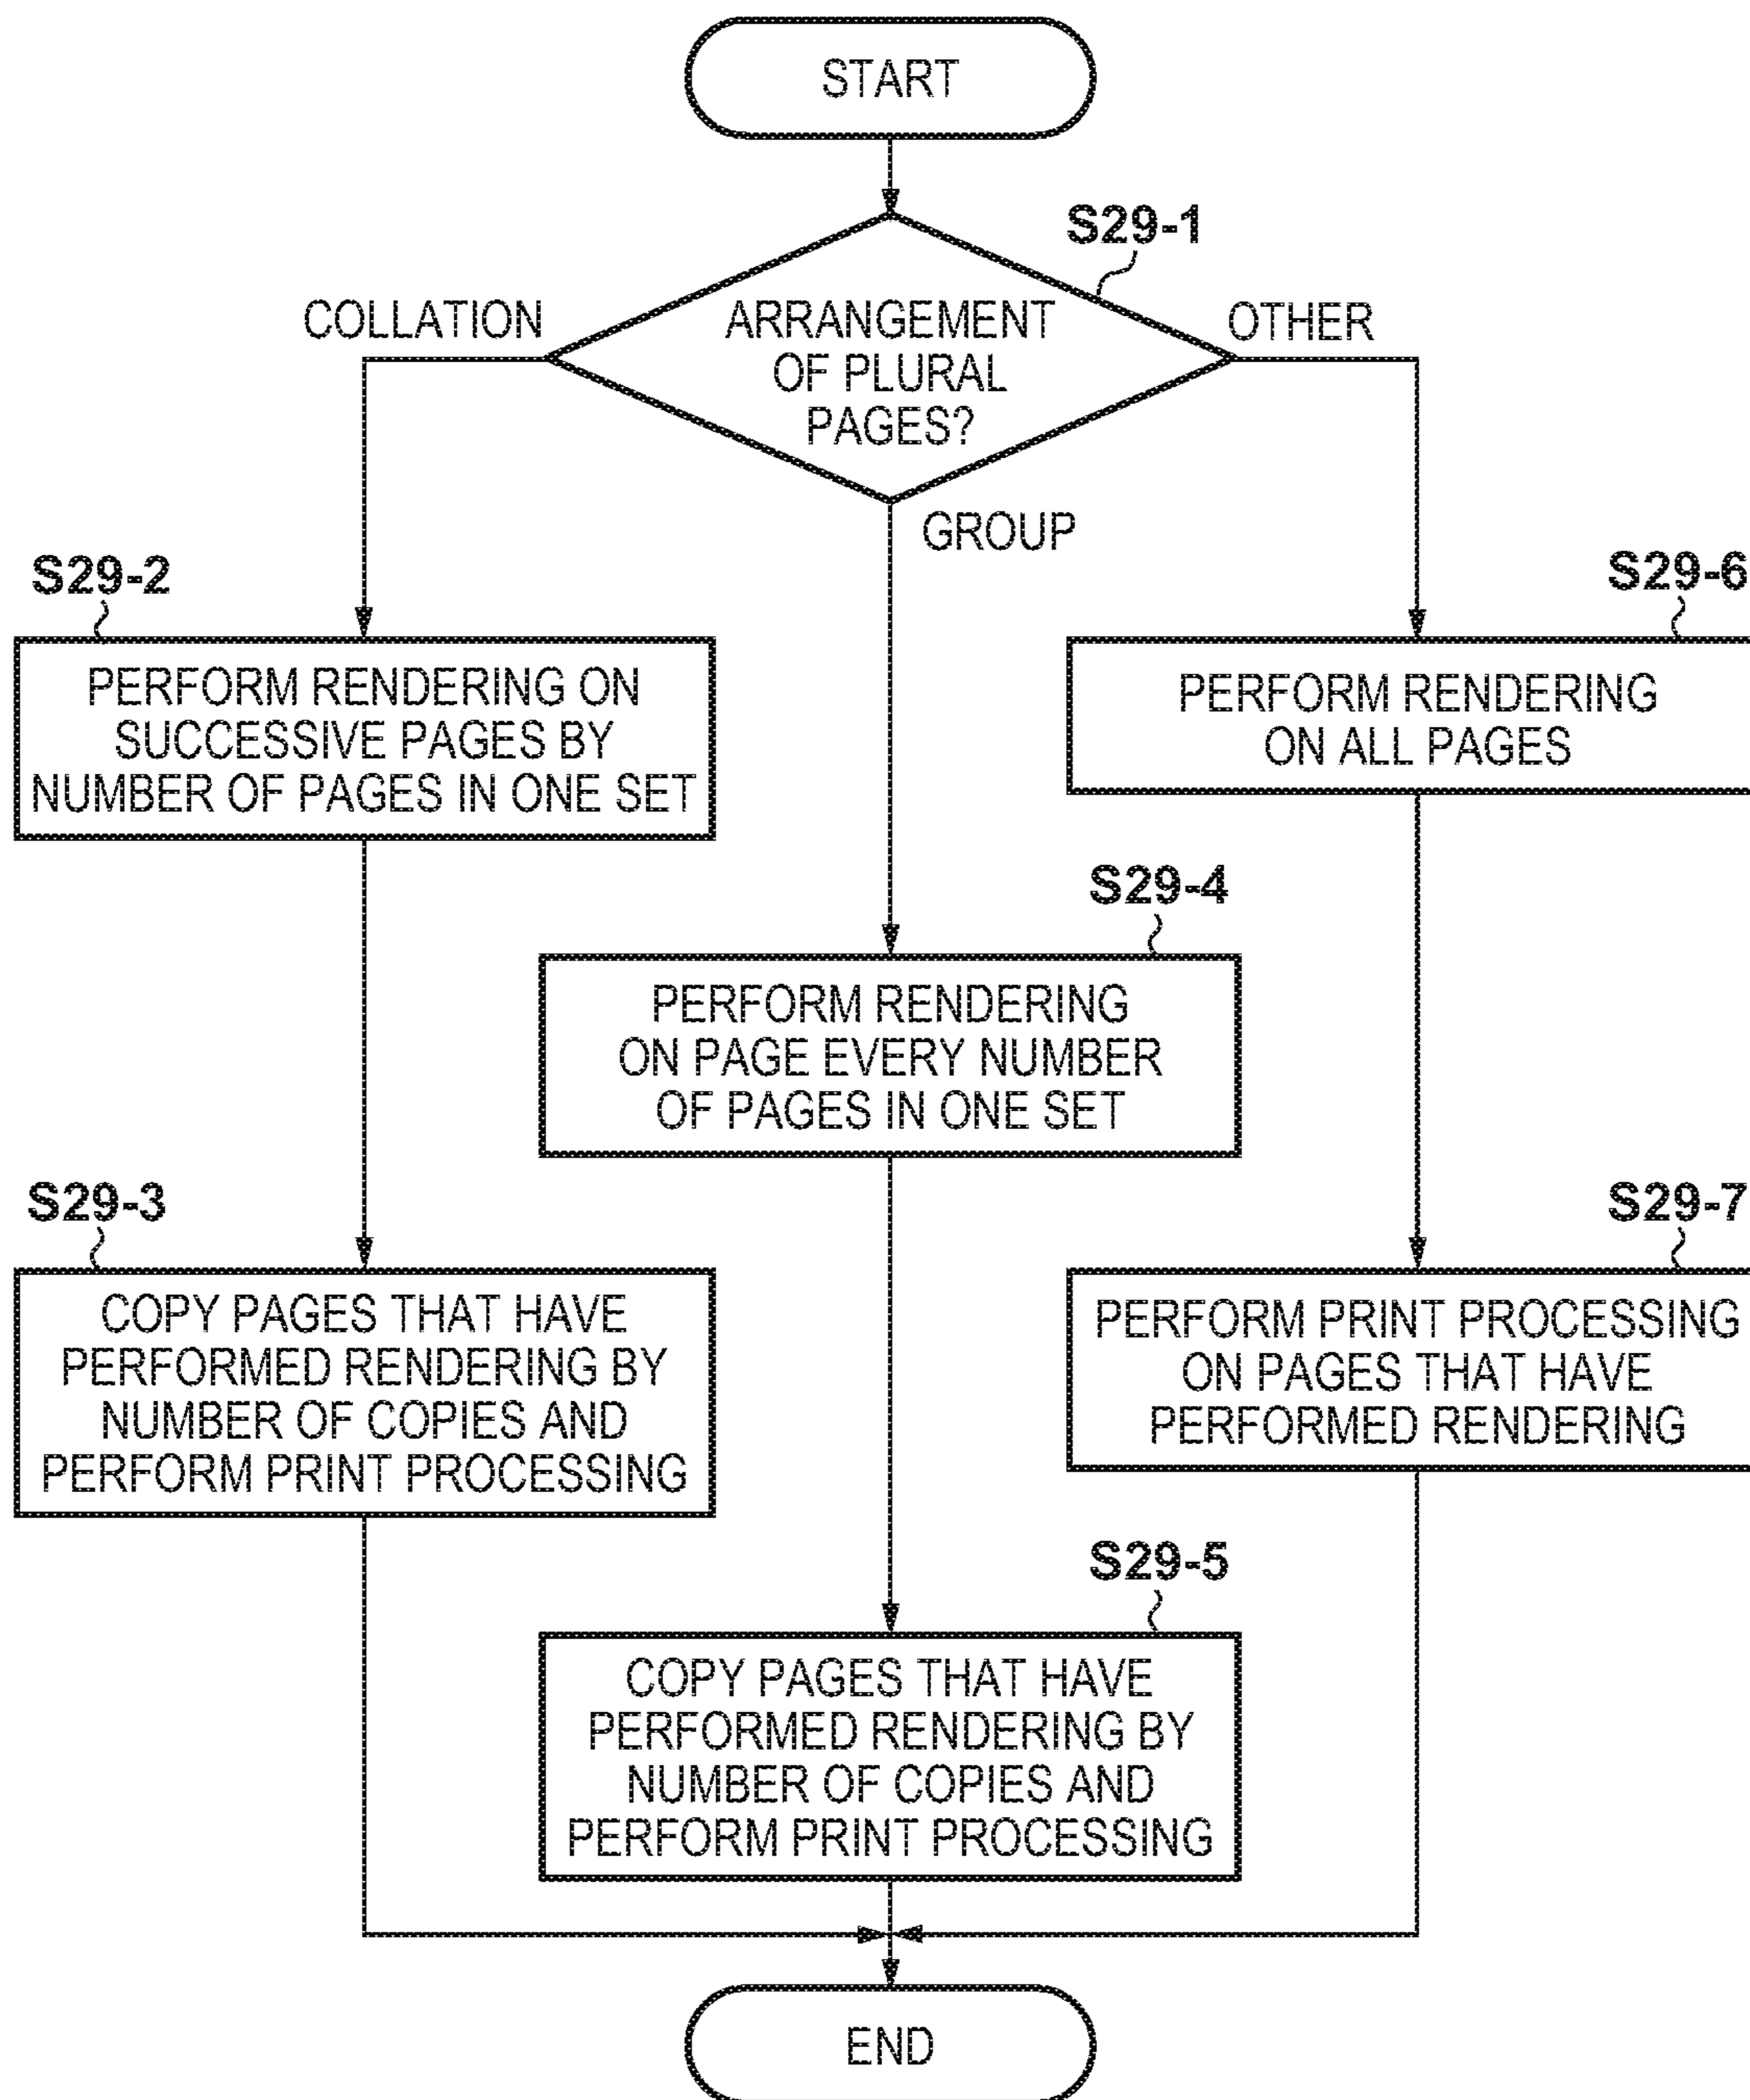 START
S29-1
COLLATION
ARRANGEMENT
OF PLURAL
PAGES?
OTHER
GROUP
S29-2
PERFORM RENDERING ON
SUCCESSIVE PAGES BY
NUMBER OF PAGES IN ONE SET
S29-6
PERFORM RENDERING
ON ALL PAGES
S29-4
PERFORM RENDERING
ON PAGE EVERY NUMBER
OF PAGES IN ONE SET
S29-3
COPY PAGES THAT HAVE
PERFORMED RENDERING BY
NUMBER OF COPIES AND
PERFORM PRINT PROCESSING
S29-7
PERFORM PRINT PROCESSING
ON PAGES THAT HAVE
PERFORMED RENDERING
S29-5
COPY PAGES THAT HAVE
PERFORMED RENDERING BY
NUMBER OF COPIES AND
PERFORM PRINT PROCESSING
END